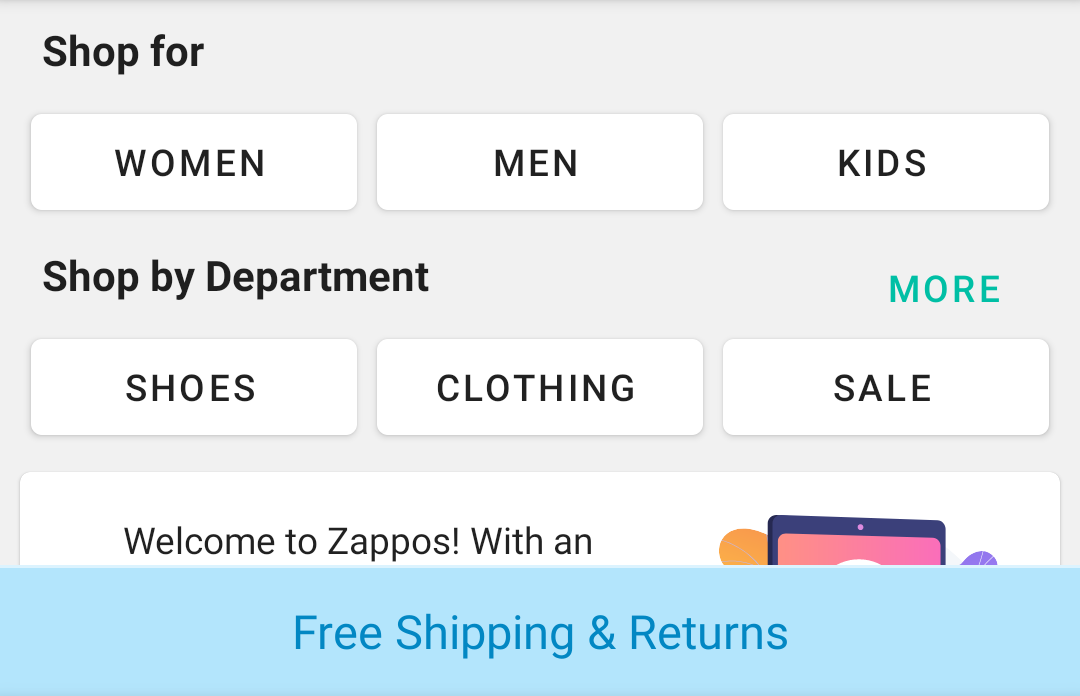 Shop for
WOMEN
MEN
KIDS
Shop by Department
MORE
SHOES
CLOTHING
SALE
Welcome to Zappos! With an
Free Shipping & Returns